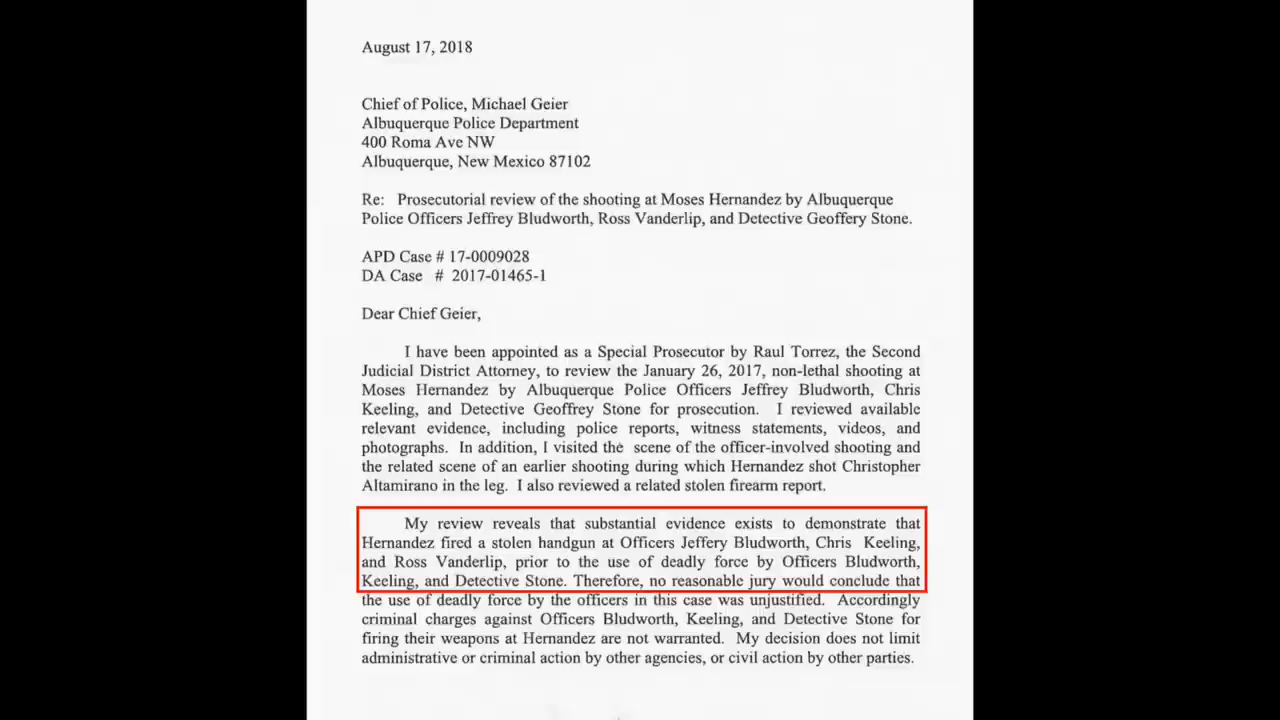 August 17, 2018
Chief of Police, Michael Geier
Albuquerque Police Department
400 Roma Ave NW
Albuquerque, New Mexico 87102
Re: Prosecutorial review of the shooting at Moses Hernandez by Albuquerque
Police Officers Jeffrey Bludworth, Ross Vanderlip, and Detective Geoffery Stone.
APD Case # 17-0009028
DA Case # 2017-01465-1
Dear Chief Geier,
I have been appointed as a Special Prosecutor by Raul Torrez, the Second
Judicial District Attorney, to review the January 26, 2017, non-lethal shooting at
Moses Hernandez by Albuquerque Police Officers Jeffrey Bludworth, Chris
Keeling, and Detective Geoffrey Stone for prosecution. I reviewed available
relevant evidence, including police reports, witness statements, videos, and
photographs. In addition, I visited the scene of the officer-involved shooting and
the related scene of an earlier shooting during which Hernandez shot Christopher
Altamirano in the leg. I also reviewed a related stolen firearm report.
My review reveals that substantial evidence exists to demonstrate that
Hernandez fired a stolen handgun at Officers Jeffery Bludworth, Chris Keeling,
and Ross Vanderlip, prior to the use of deadly force by Officers Bludworth,
Keeling, and Detective Stone. Therefore, no reasonable jury would conclude that
the use of deadly force by the officers in this case was unjustified. Accordingly
criminal charges against Officers Bludworth, Keeling, and Detective Stone for
firing their weapons at Hernandez are not warranted. My decision does not limit
administrative or criminal action by other agencies, or civil action by other parties.